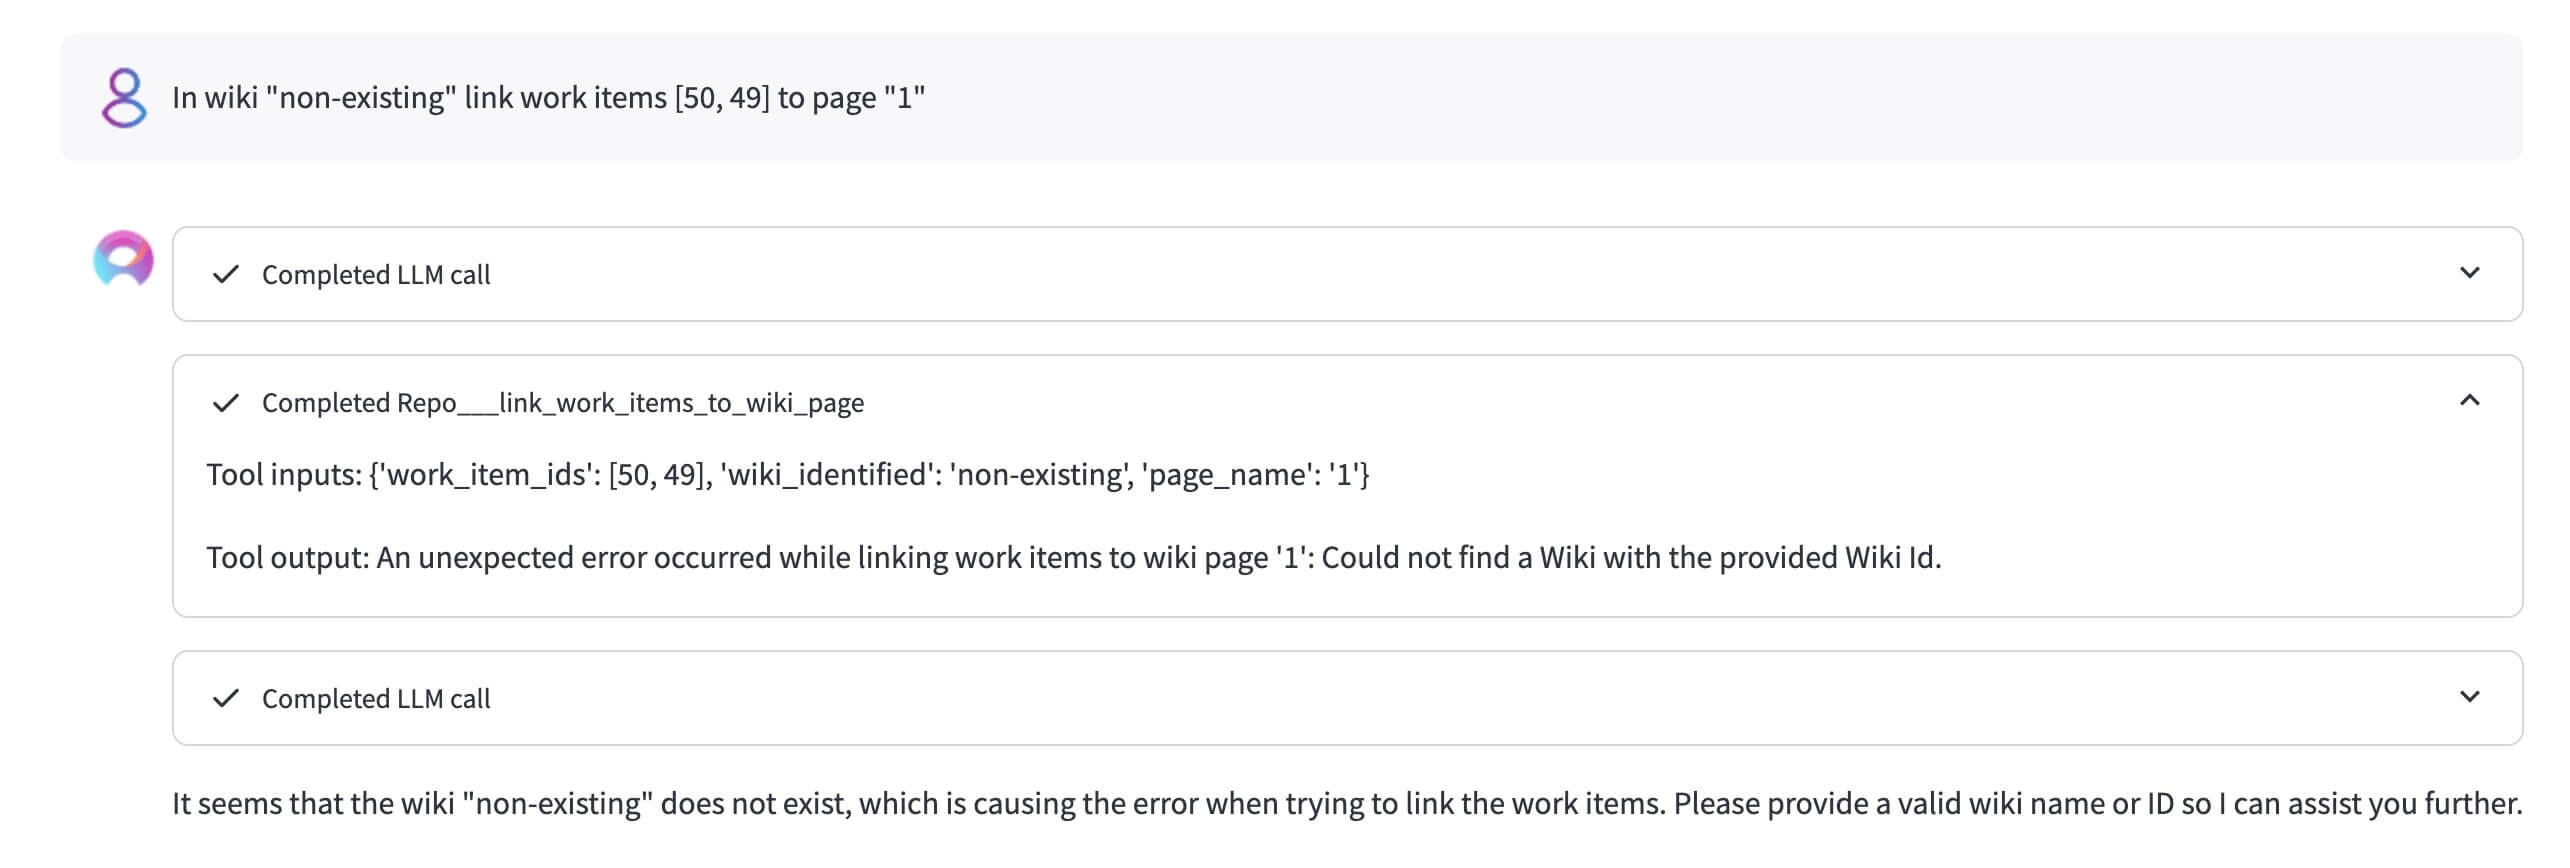 In wiki "non-existing" link work items [50, 49] to page "1"
Completed LLM call
Completed Repo___link_work_items_to_wiki_page
Tool inputs: {'work_item_ids': [50, 49], 'wiki_identified': 'non-existing', 'page_name': '1'}
Tool output: An unexpected error occurred while linking work items to wiki page '1': Could not find a Wiki with the provided Wiki Id.
Completed LLM call
It seems that the wiki "non-existing" does not exist, which is causing the error when trying to link the work items. Please provide a valid wiki name or ID so I can assist you further.